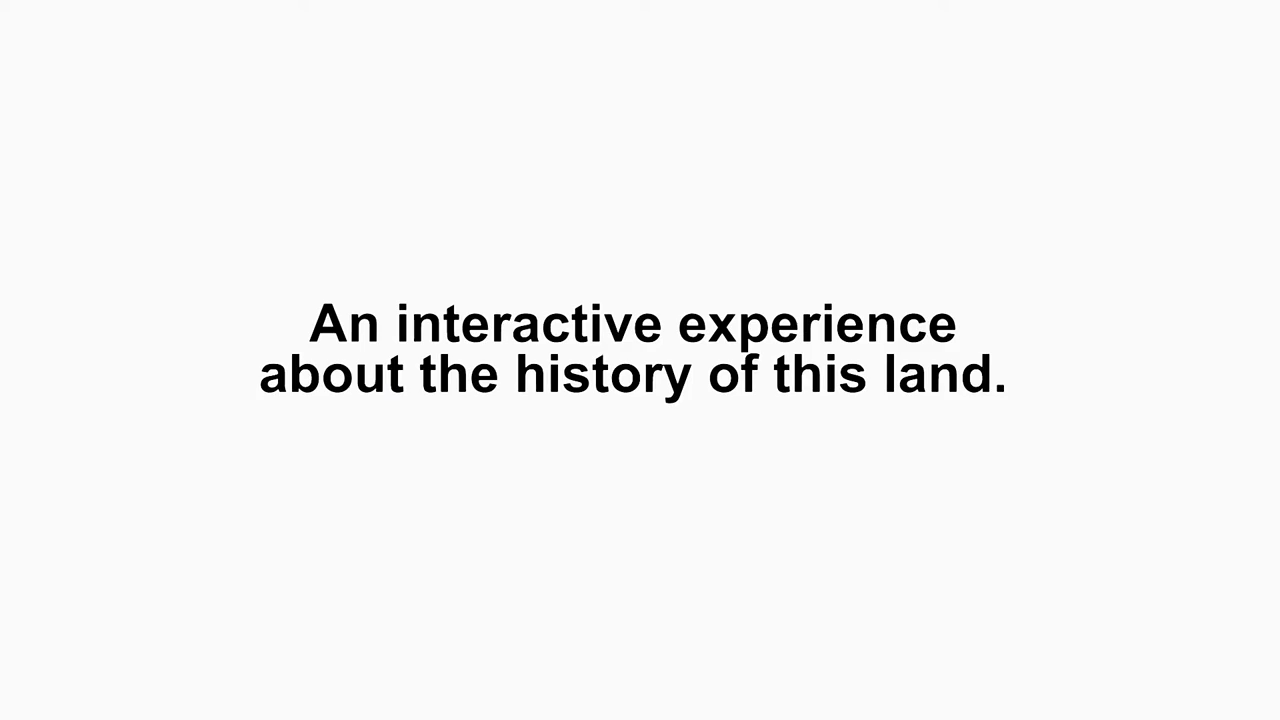 An interactive experience
about the history of this land.